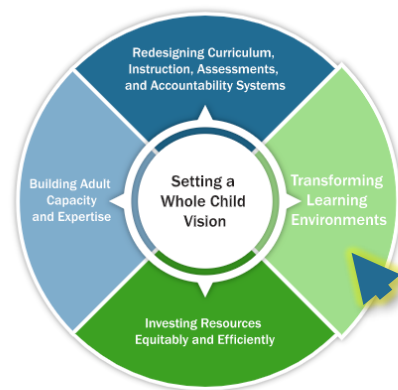 Redesigning Curriculum,
Instruction, Assessments,
and Accountability Systems
Building Adult
Capacity
and Expertise
Setting a
Whole Child
Vision
Transforming
Learning
Environments
Investing Resources
Equitably and Efficiently